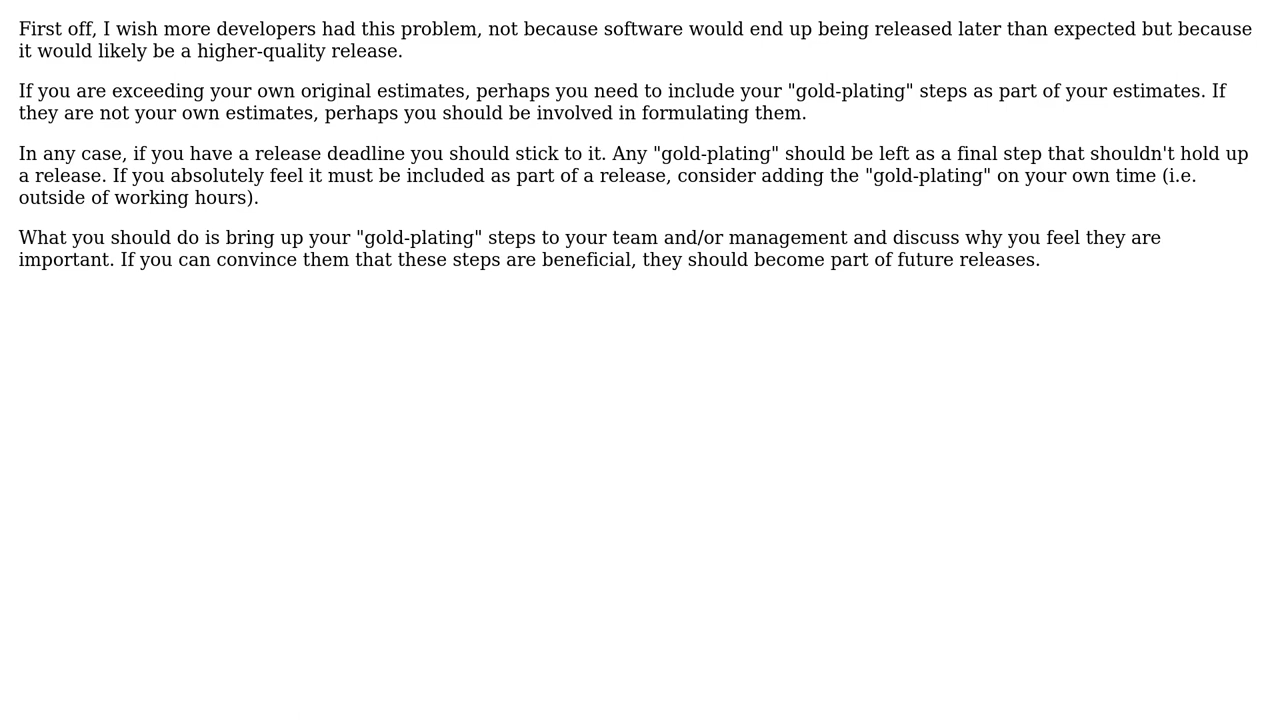 First off, I wish more developers had this problem, not because software would end up being released later than expected but because
it would likely be a higher-quality release.
If you are exceeding your own original estimates, perhaps you need to include your "gold-plating" steps as part of your estimates. If
they are not your own estimates, perhaps you should be involved in formulating them.
In any case, if you have a release deadline you should stick to it. Any "gold-plating" should be left as a final step that shouldn't hold up
a release. If you absolutely feel it must be included as part of a release, consider adding the "gold-plating" on your own time (i.e.
outside of working hours).
What you should do is bring up your "gold-plating" steps to your team and/or management and discuss why you feel they are
important. If you can convince them that these steps are beneficial, they should become part of future releases.